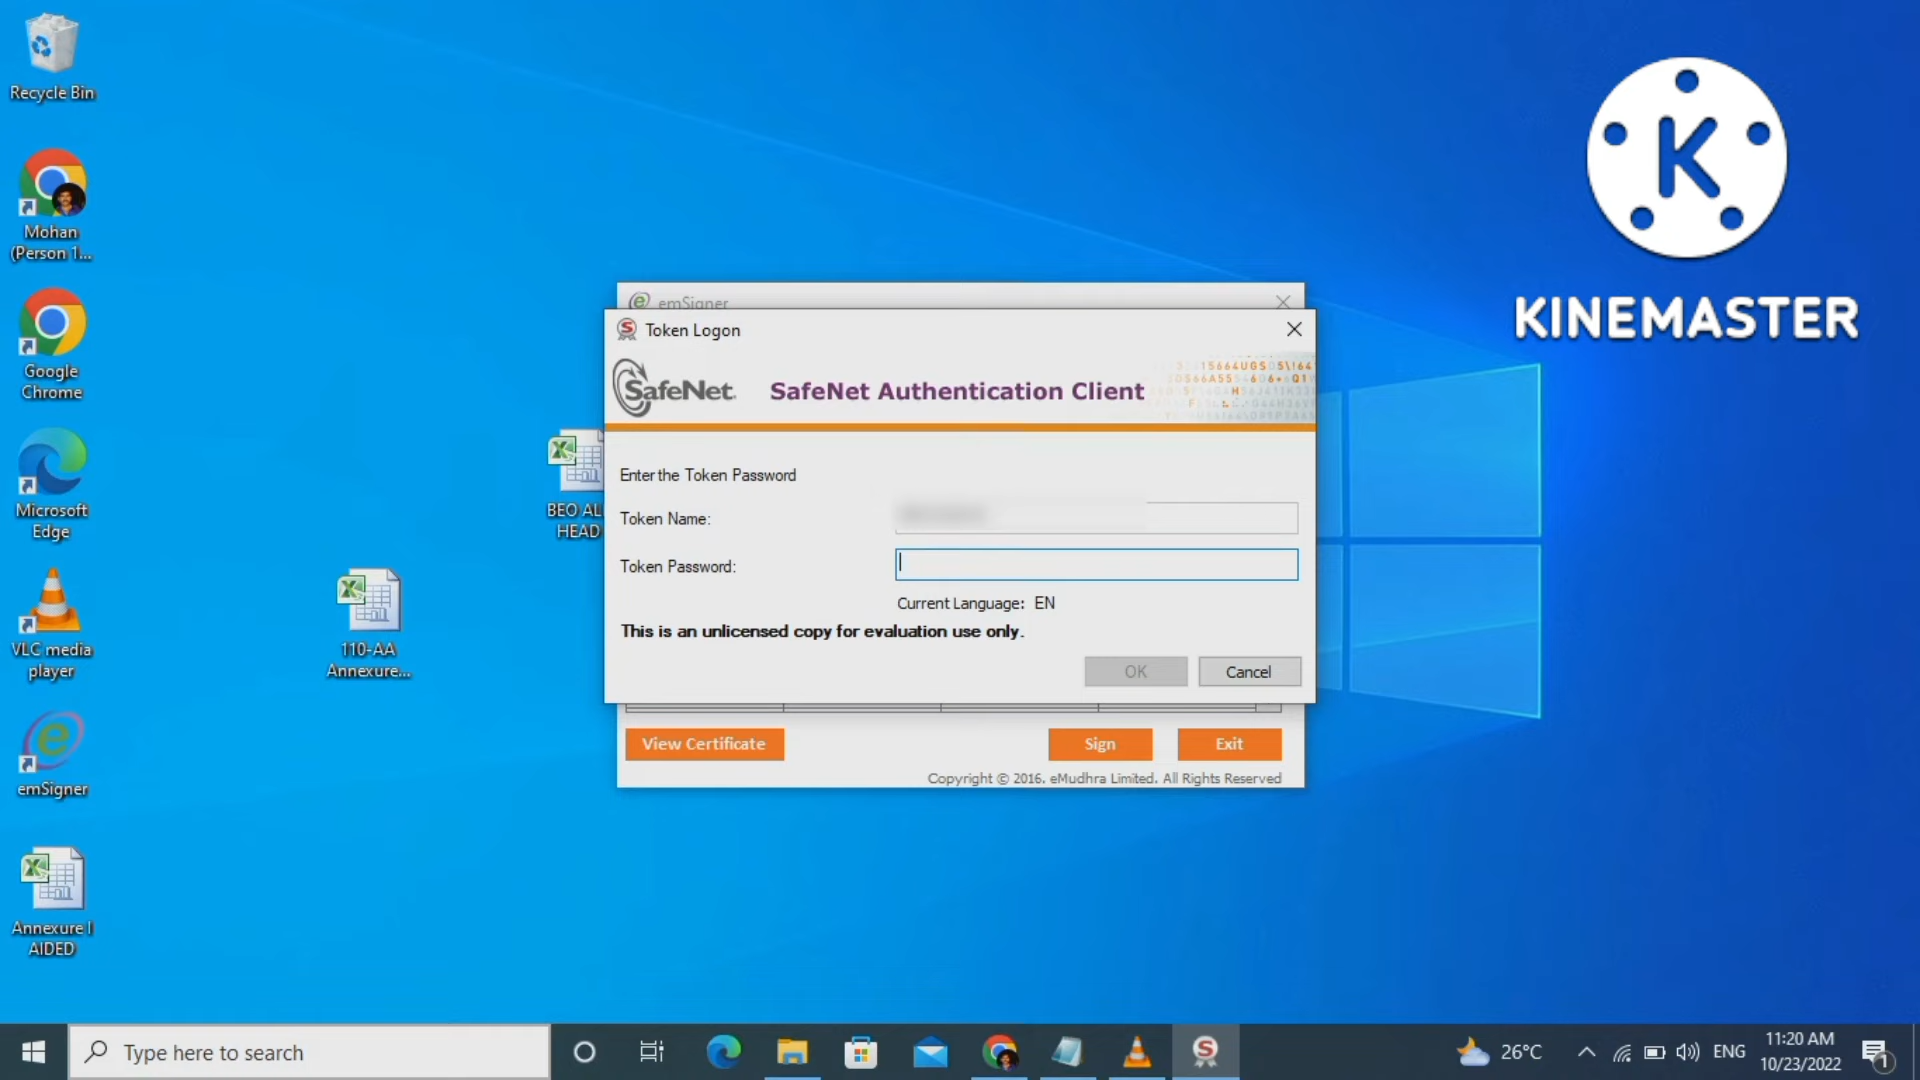 Recycle Bin
Mohan
(Person 1...
Google
Chrome
Microsoft
Edge
VLC media
player
emSigner
Annexure I
AIDED
110-AA
Annexure...
BEO ALL
HEAD
K
KINEMASTER
emSigner
Token Logon
SafeNet.
SafeNet Authentication Client
Enter the Token Password
Token Name:
Token Password:
Current Language: EN
This is an unlicensed copy for evaluation use only.
OK
Cancel
View Certificate
Sign
Exit
Copyright © 2016. eMudhra Limited. All Rights Reserved
Type here to search
26°C
ENG
11:20 AM
10/23/2022
1